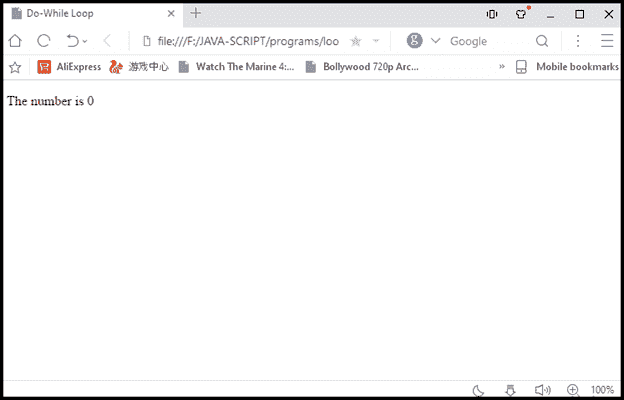 Do-While Loop
file:///F:/JAVA-SCRIPT/programs/loo
g Google
AliExpress 游戏中心 Watch The Marine 4:... Bollywood 720p Arc... » Mobile bookmarks
The number is 0
100%